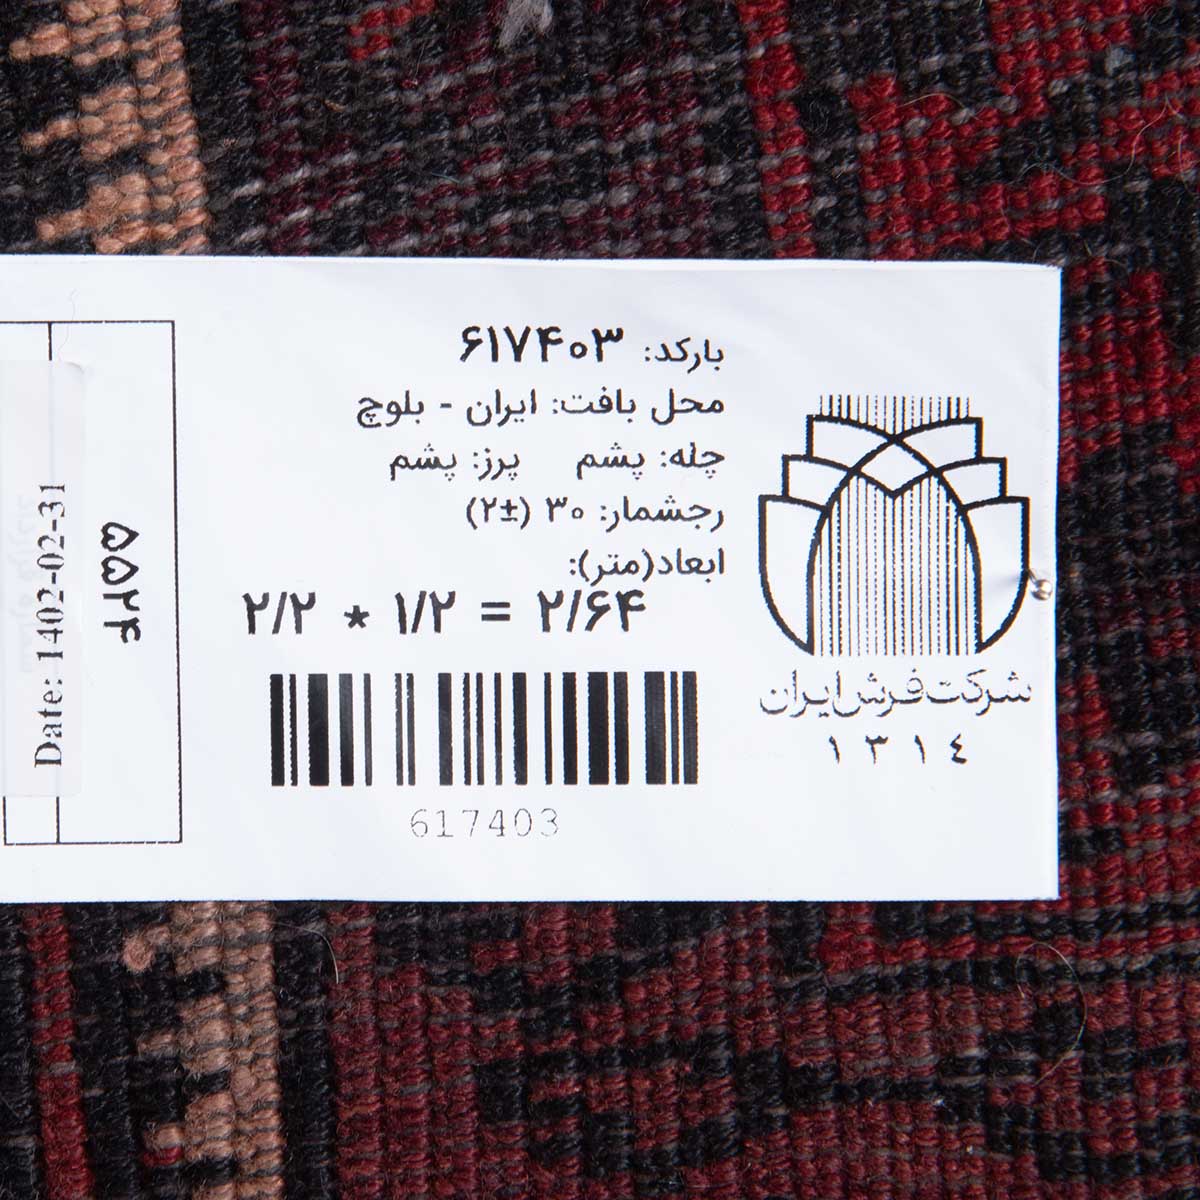 بارکد: ۶۱۷۴۰۳
محل بافت: ایران - بلوچ
چله: پشم پرز: پشم
رجشمار: ۳۰ (±۲)
ابعاد(متر):
۲/۲ * ۱/۲ = ۲/۶۴
617403
شرکت فرش ایران
١٣١٤
۵۵۲۴
Date: 1402-02-31